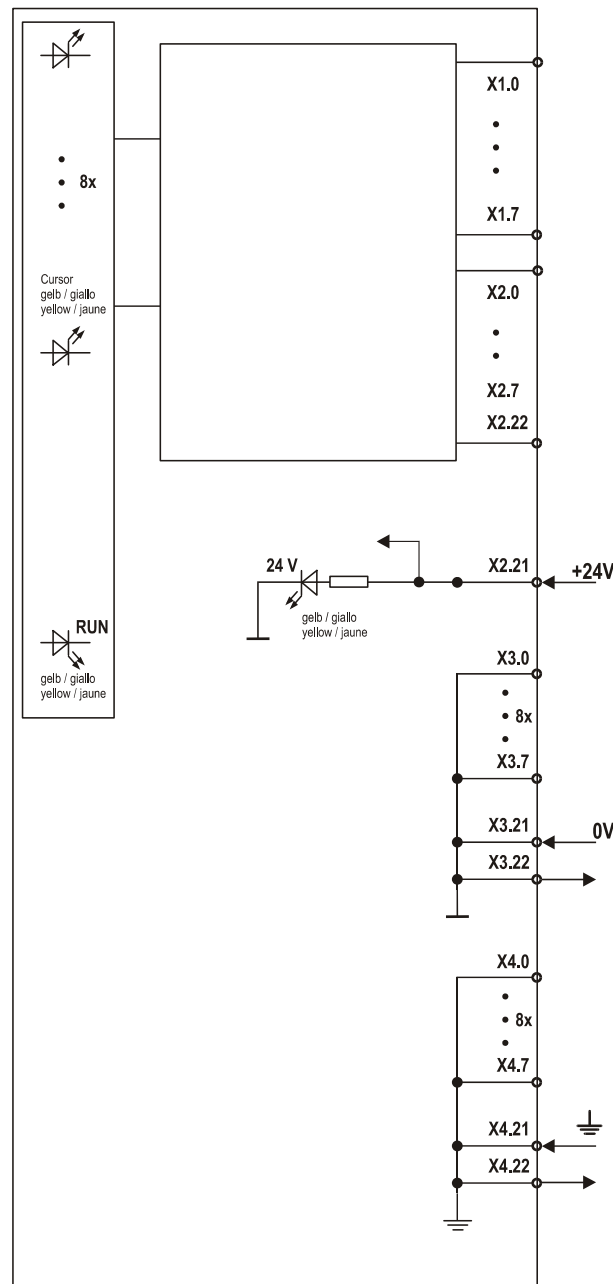 X1.0
8x
X1.7
Cursor
gelb / giallo
yellow / jaune
X2.0
X2.7
X2.22
24 V
X2.21
+24V
gelb / giallo
yellow / jaune
RUN
gelb / giallo
yellow / jaune
X3.0
8x
X3.7
X3.21
0V
X3.22
X4.0
8x
X4.7
X4.21
X4.22